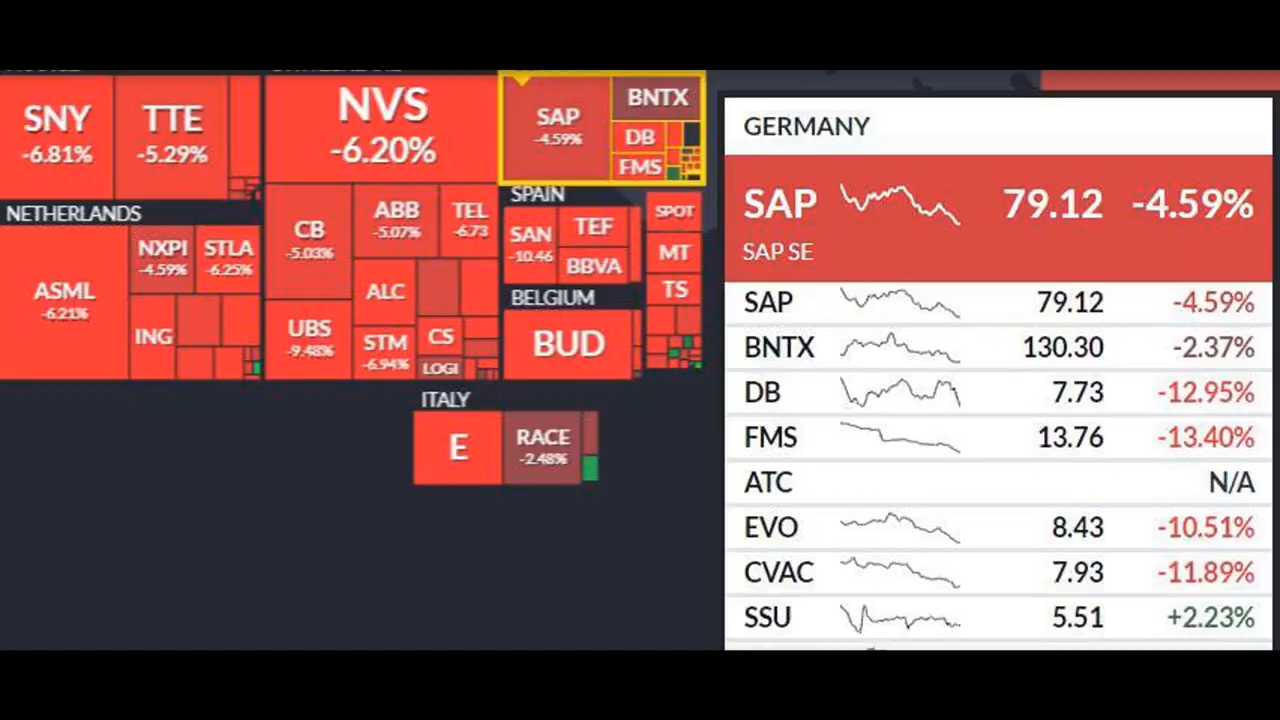 SNY
-6.81%
TTE
-5.29%
NVS
-6.20%
SAP
-4.59%
BNTX
DB
FMS
NETHERLANDS
ASML
-6.21%
NXPI
-4.59%
STLA
-6.25%
ING
CB
-5.03%
ABB
-5.07%
TEL
-6.73
ALC
UBS
-9.48%
STM
-6.94%
CS
LOGI
SPAIN
SAN
-10.46
TEF
BBVA
BELGIUM
BUD
SPOT
MT
TS
ITALY
E
RACE
-2.48%
GERMANY
SAP 79.12 -4.59%
SAP SE
SAP 79.12 -4.59%
BNTX 130.30 -2.37%
DB 7.73 -12.95%
FMS 13.76 -13.40%
ATC N/A
EVO 8.43 -10.51%
CVAC 7.93 -11.89%
SSU 5.51 +2.23%